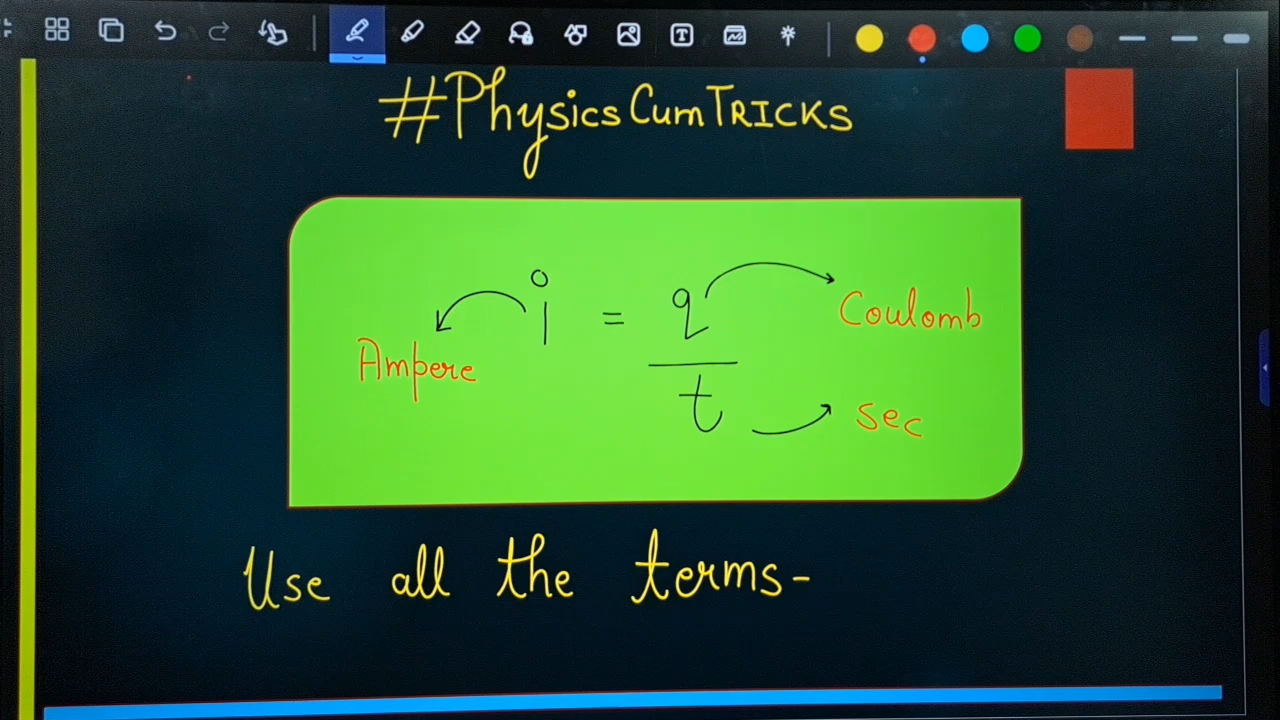 #PhysicsCumTRICKS
i = q/t
Ampere
Coulomb
sec
Use all the terms-